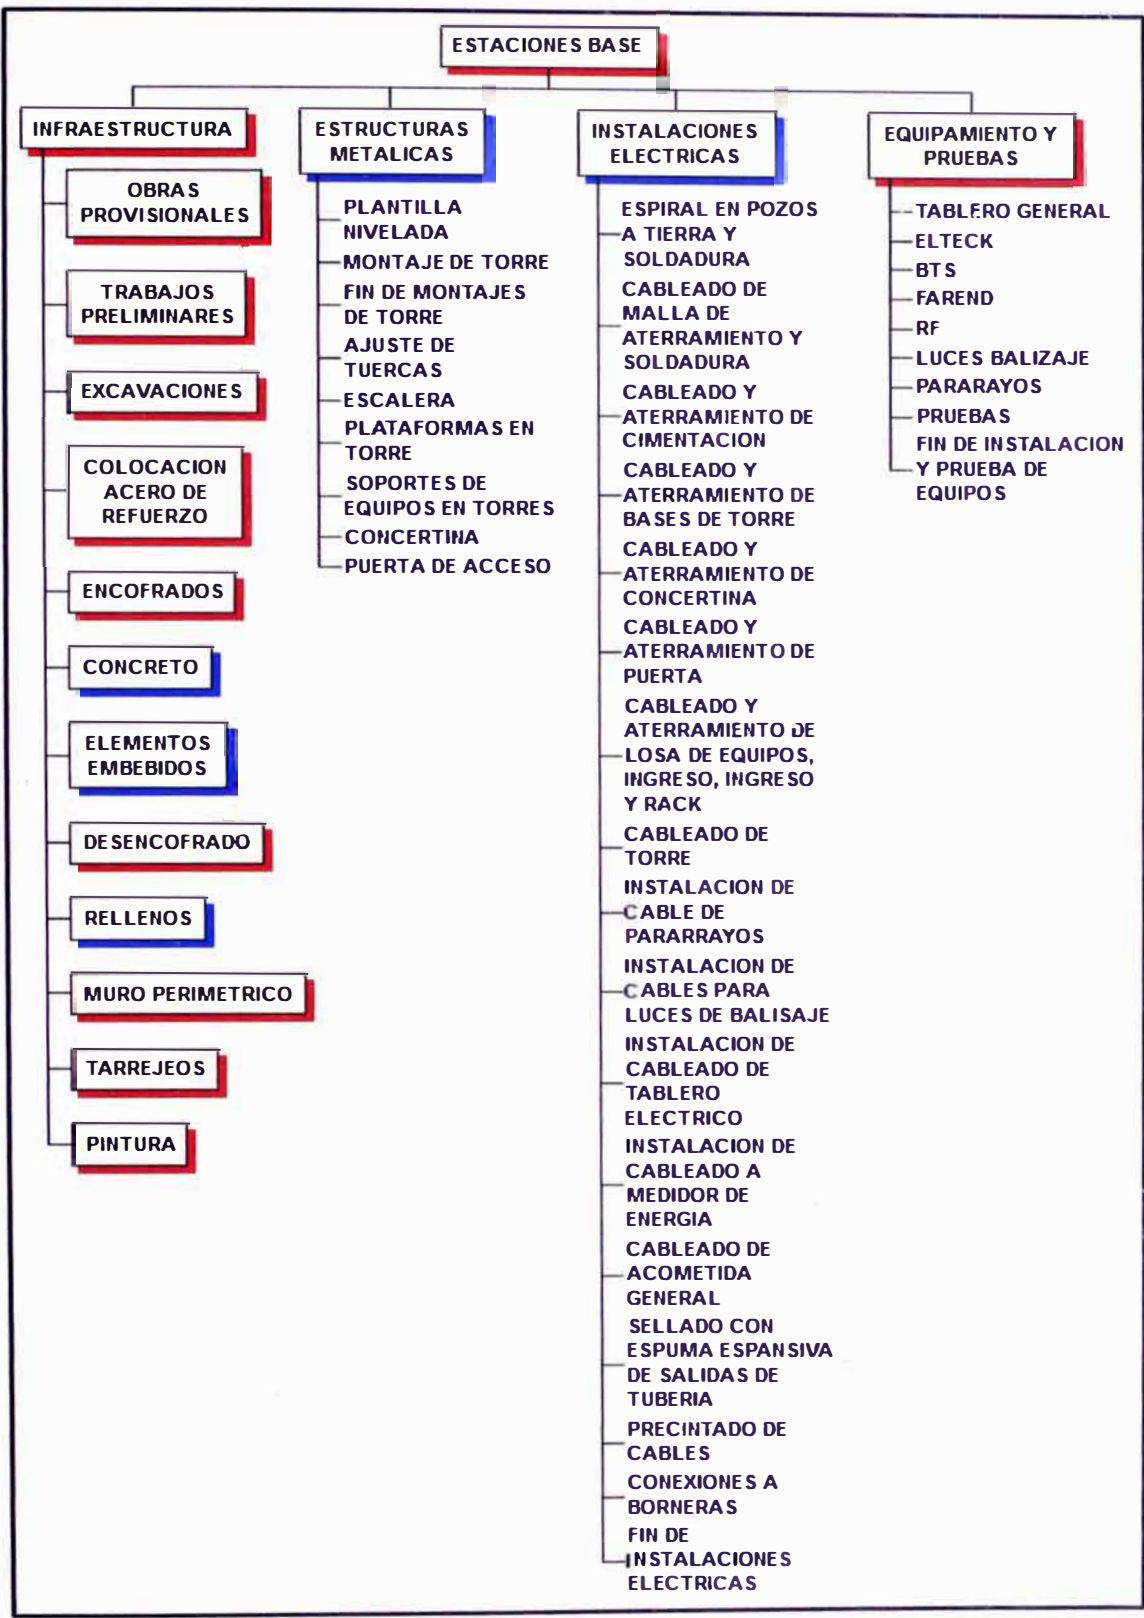 ESTACIONES BASE
INFRAESTRUCTURA
OBRAS
PROVISIONALES
TRABAJOS
PRELIMINARES
EXCAVACIONES
COLOCACION
ACERO DE
REFUERZO
ENCOFRADOS
CONCRETO
ELEMENTOS
EMBEBIDOS
DESENCOFRADO
RELLENOS
MURO PERIMETRICO
TARREJEOS
PINTURA
ESTRUCTURAS
METALICAS
PLANTILLA
NIVELADA
MONTAJE DE TORRE
FIN DE MONTAJES
DE TORRE
AJUSTE DE
TUERCAS
ESCALERA
PLATAFORMAS EN
TORRE
SOPORTES DE
EQUIPOS EN TORRES
CONCERTINA
PUERTA DE ACCESO
INSTALACIONES
ELECTRICAS
ESPIRAL EN POZOS
A TIERRA Y
SOLDADURA
CABLEADO DE
MALLA DE
ATERRAMIENTO Y
SOLDADURA
CABLEADO Y
ATERRAMIENTO DE
CIMENTACION
CABLEADO Y
ATERRAMIENTO DE
BASES DE TORRE
CABLEADO Y
ATERRAMIENTO DE
CONCERTINA
CABLEADO Y
ATERRAMIENTO DE
PUERTA
CABLEADO Y
ATERRAMIENTO DE
LOSA DE EQUIPOS,
INGRESO, INGRESO
Y RACK
CABLEADO DE
TORRE
INSTALACION DE
CABLE DE
PARARRAYOS
INSTALACION DE
CABLES PARA
LUCES DE BALISAJE
INSTALACION DE
CABLEADO DE
TABLERO
ELECTRICO
INSTALACION DE
CABLEADO A
MEDIDOR DE
ENERGIA
CABLEADO DE
ACOMETIDA
GENERAL
SELLADO CON
ESPUMA ESPANSIVA
DE SALIDAS DE
TUBERIA
PRECINTADO DE
CABLES
CONEXIONES A
BORNERAS
FIN DE
INSTALACIONES
ELECTRICAS
EQUIPAMIENTO Y
PRUEBAS
TABLERO GENERAL
ELTECK
BTS
FAREND
RF
LUCES BALIZAJE
PARARAYOS
PRUEBAS
FIN DE INSTALACION
Y PRUEBA DE
EQUIPOS